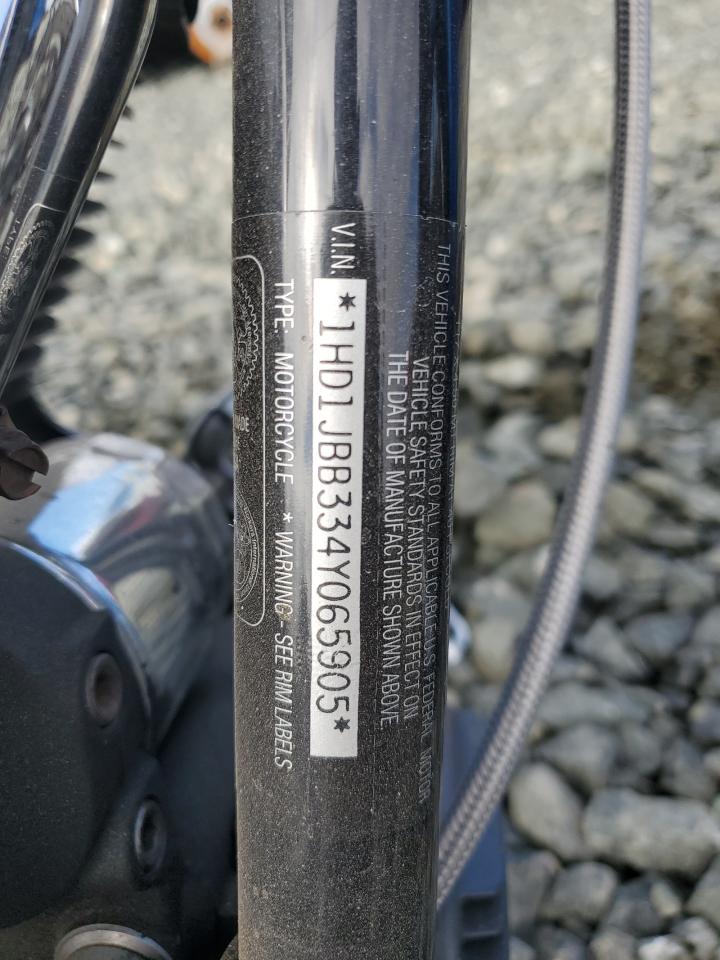 THIS VEHICLE CONFORMS TO ALL APPLICABLE U.S. FEDERAL MOTOR
VEHICLE SAFETY STANDARDS IN EFFECT ON
THE DATE OF MANUFACTURE SHOWN ABOVE
V.I.N. *1HD1JBB334Y065905*
TYPE: MOTORCYCLE * WARNING - SEE RIM LABELS